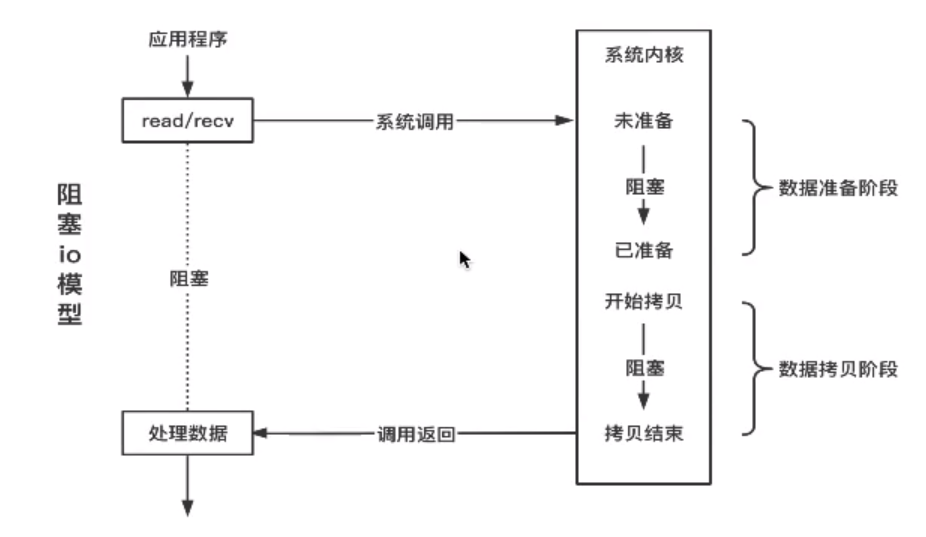 应用程序
系统内核
read/recv
系统调用
未准备
阻塞
数据准备阶段
已准备
阻塞io模型
阻塞
开始拷贝
阻塞
数据拷贝阶段
处理数据
调用返回
拷贝结束